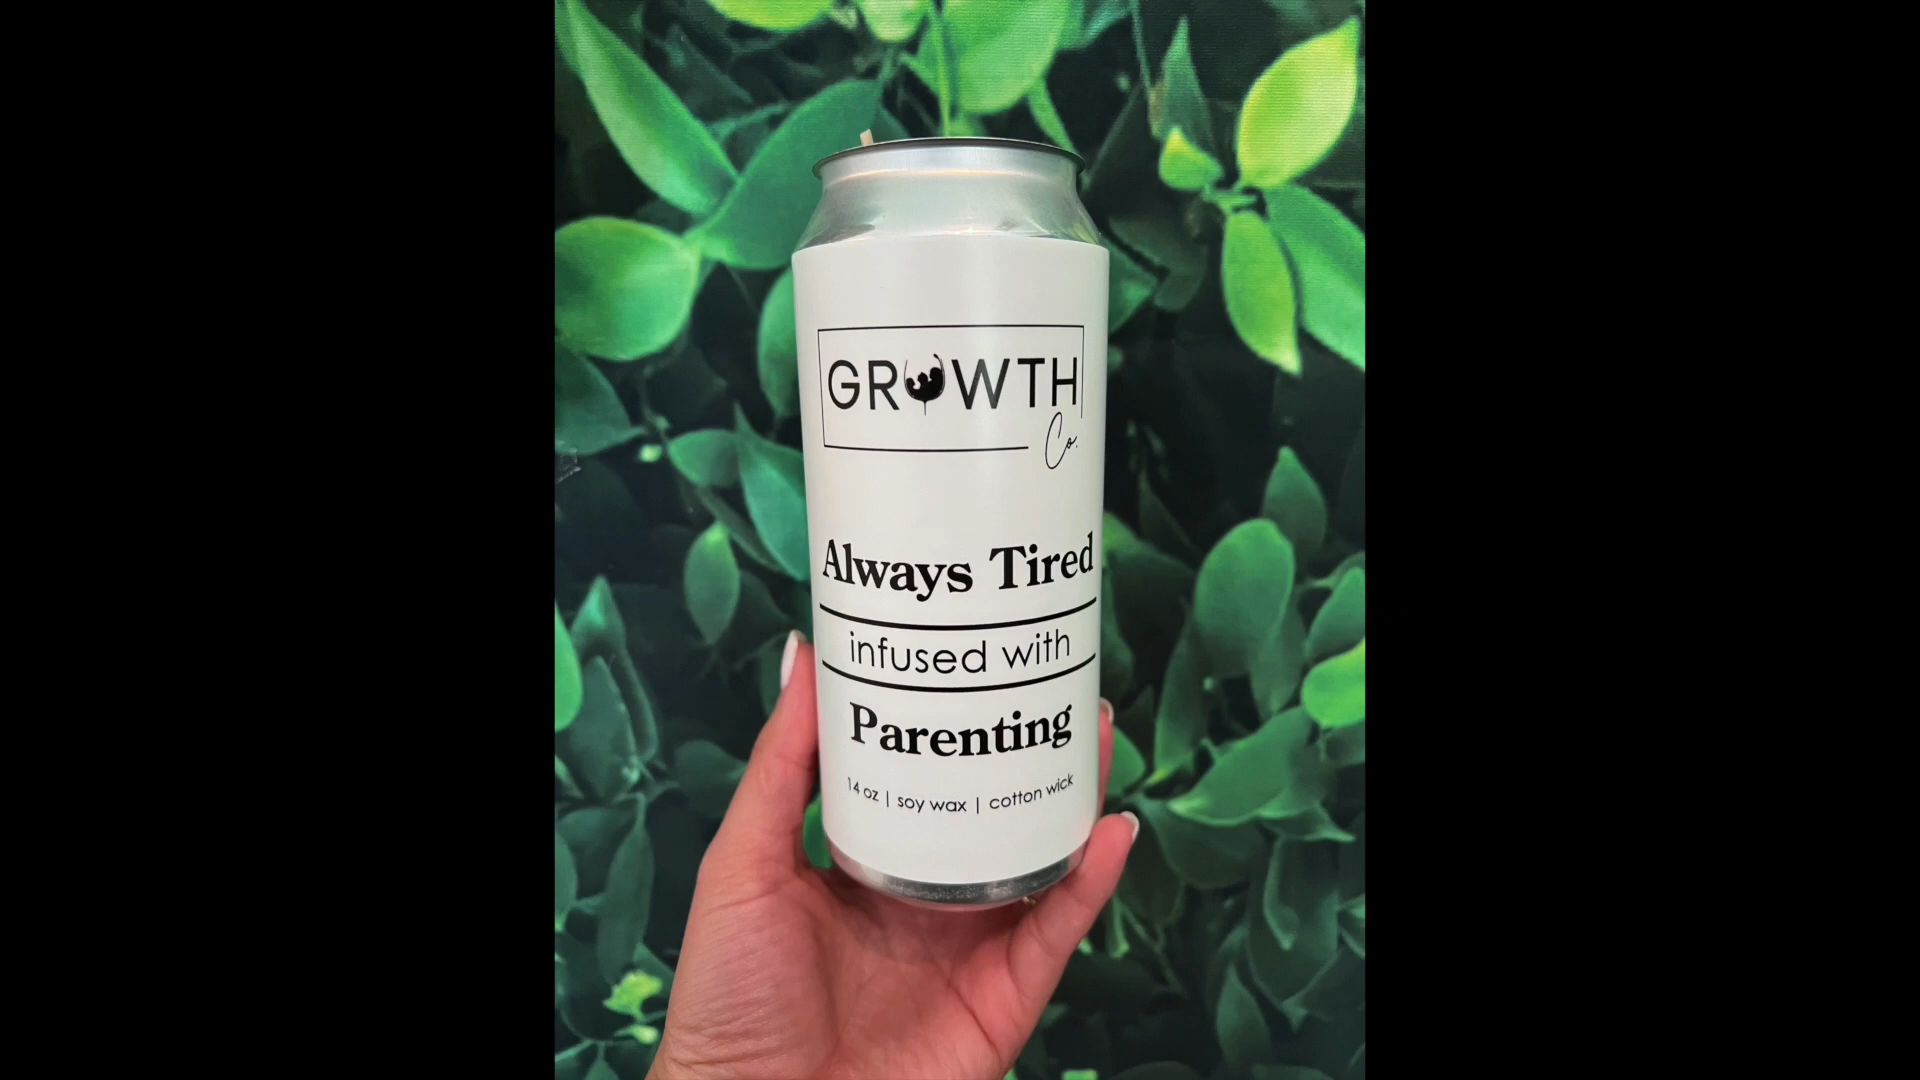 GROWTH
Co.
Always Tired
infused with
Parenting
14 oz | soy wax | cotton wick